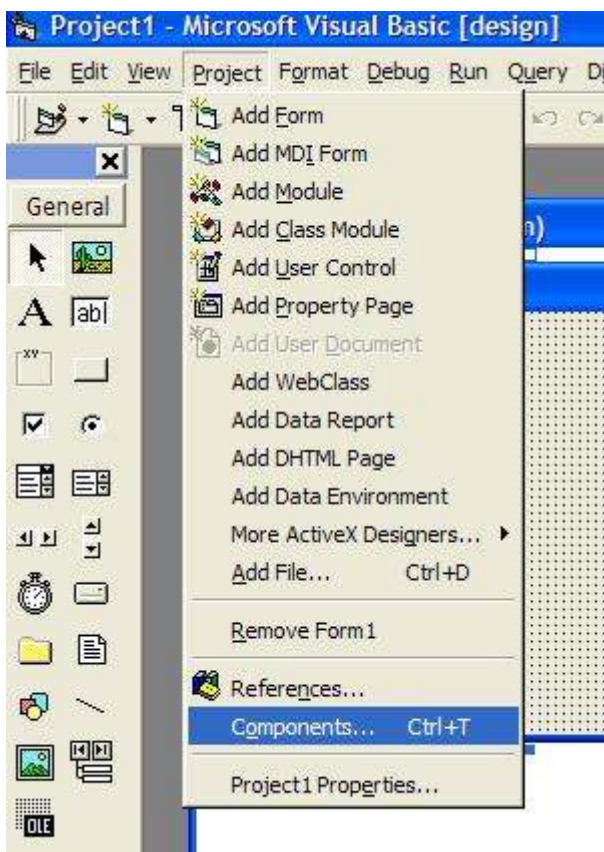 Project1 - Microsoft Visual Basic [design]
File Edit View Project Format Debug Run Query
General
Add Form
Add MDI Form
Add Module
Add Class Module
Add User Control
Add Property Page
Add User Document
Add WebClass
Add Data Report
Add DHTML Page
Add Data Environment
More ActiveX Designers...
Add File... Ctrl+D
Remove Form1
References...
Components... Ctrl+T
Project1 Properties...
A
ab
XY
OLE